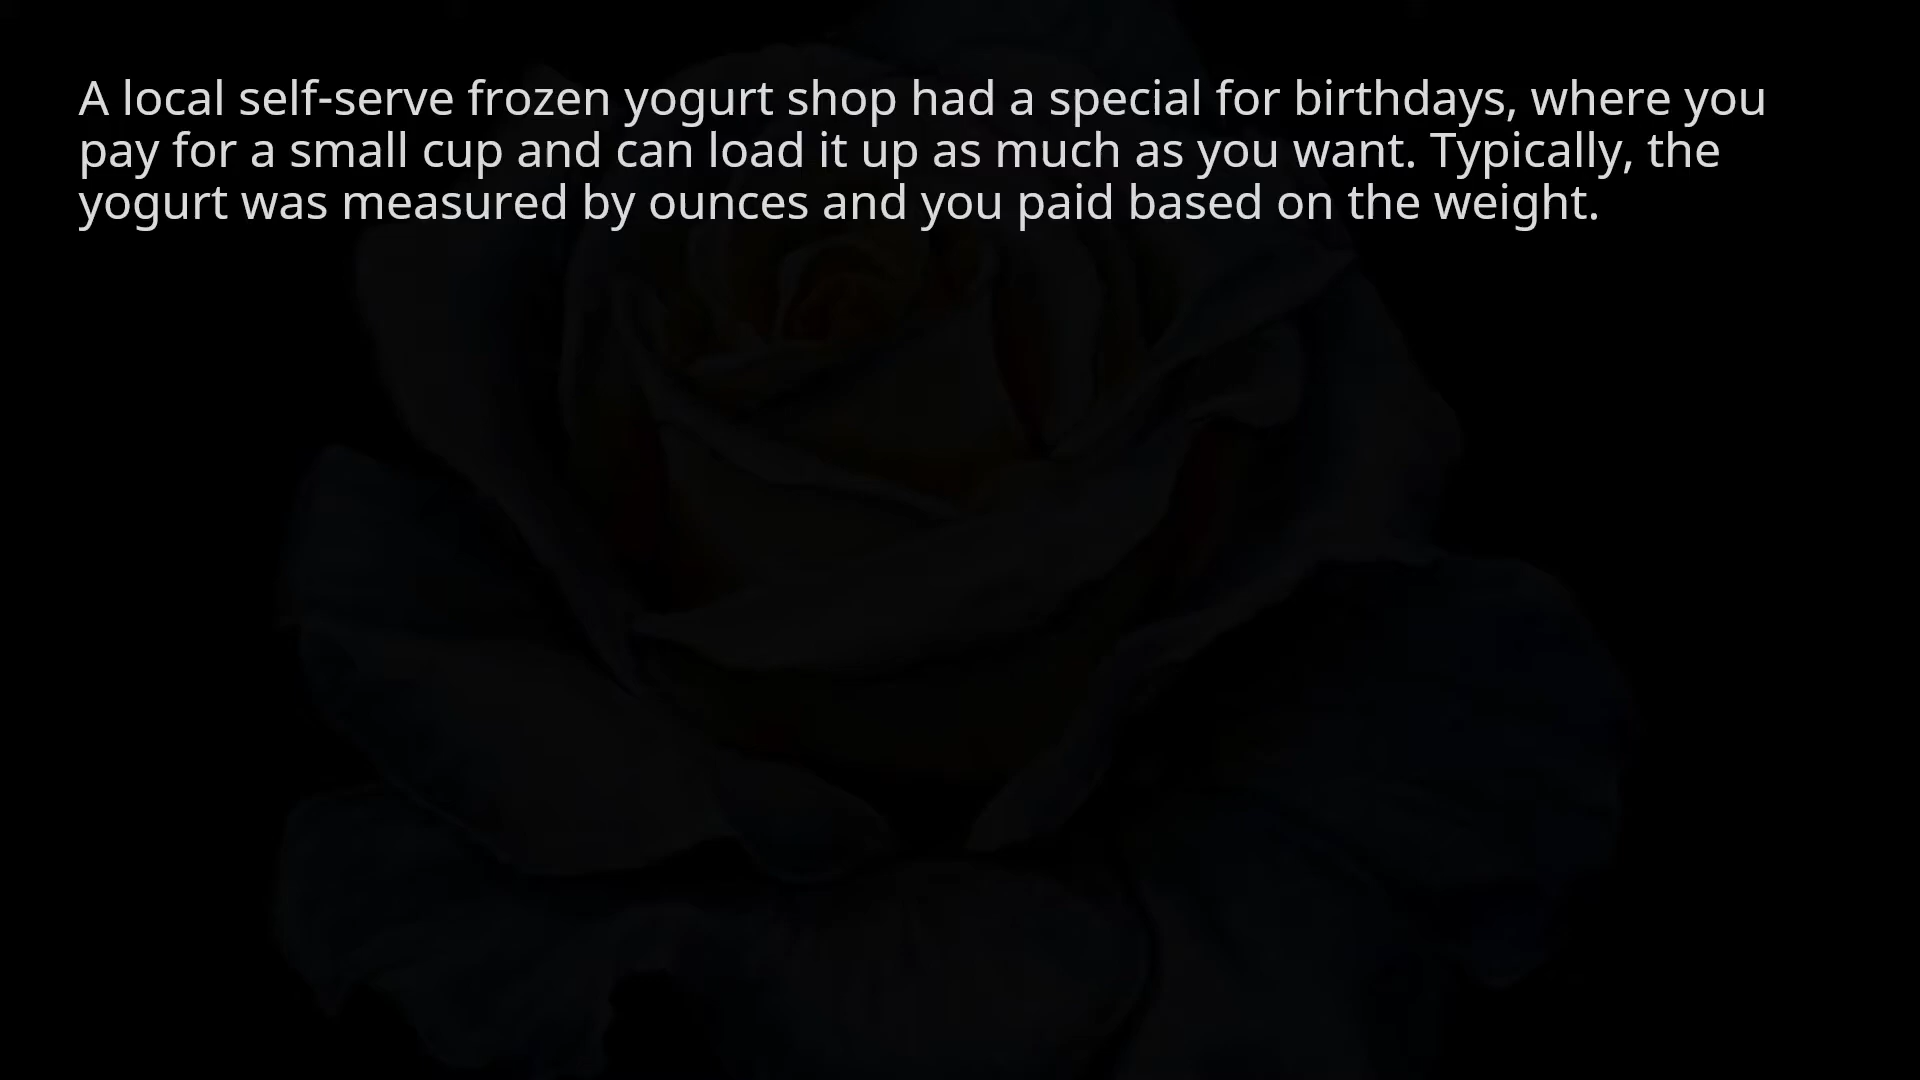 A local self-serve frozen yogurt shop had a special for birthdays, where you
pay for a small cup and can load it up as much as you want. Typically, the
yogurt was measured by ounces and you paid based on the weight.